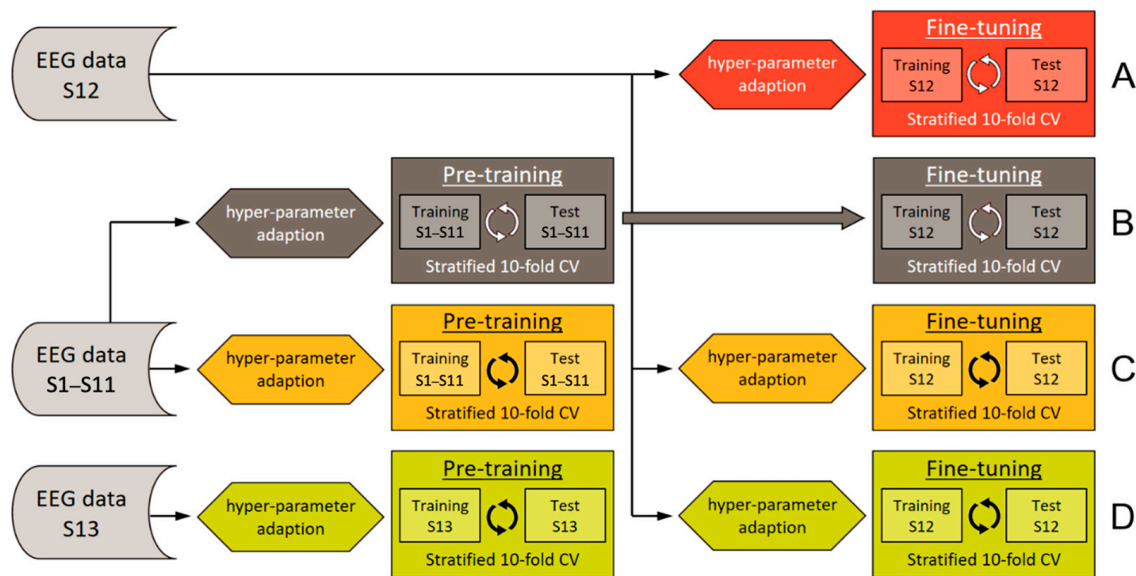 EEG data
S12
hyper-parameter
adaption
Fine-tuning
Training
S12
Test
S12
Stratified 10-fold CV
A
hyper-parameter
adaption
Pre-training
Training
S1–S11
Test
S1–S11
Stratified 10-fold CV
Fine-tuning
Training
S12
Test
S12
Stratified 10-fold CV
B
EEG data
S1–S11
hyper-parameter
adaption
Pre-training
Training
S1–S11
Test
S1–S11
Stratified 10-fold CV
hyper-parameter
adaption
Fine-tuning
Training
S12
Test
S12
Stratified 10-fold CV
C
EEG data
S13
hyper-parameter
adaption
Pre-training
Training
S13
Test
S13
Stratified 10-fold CV
hyper-parameter
adaption
Fine-tuning
Training
S12
Test
S12
Stratified 10-fold CV
D